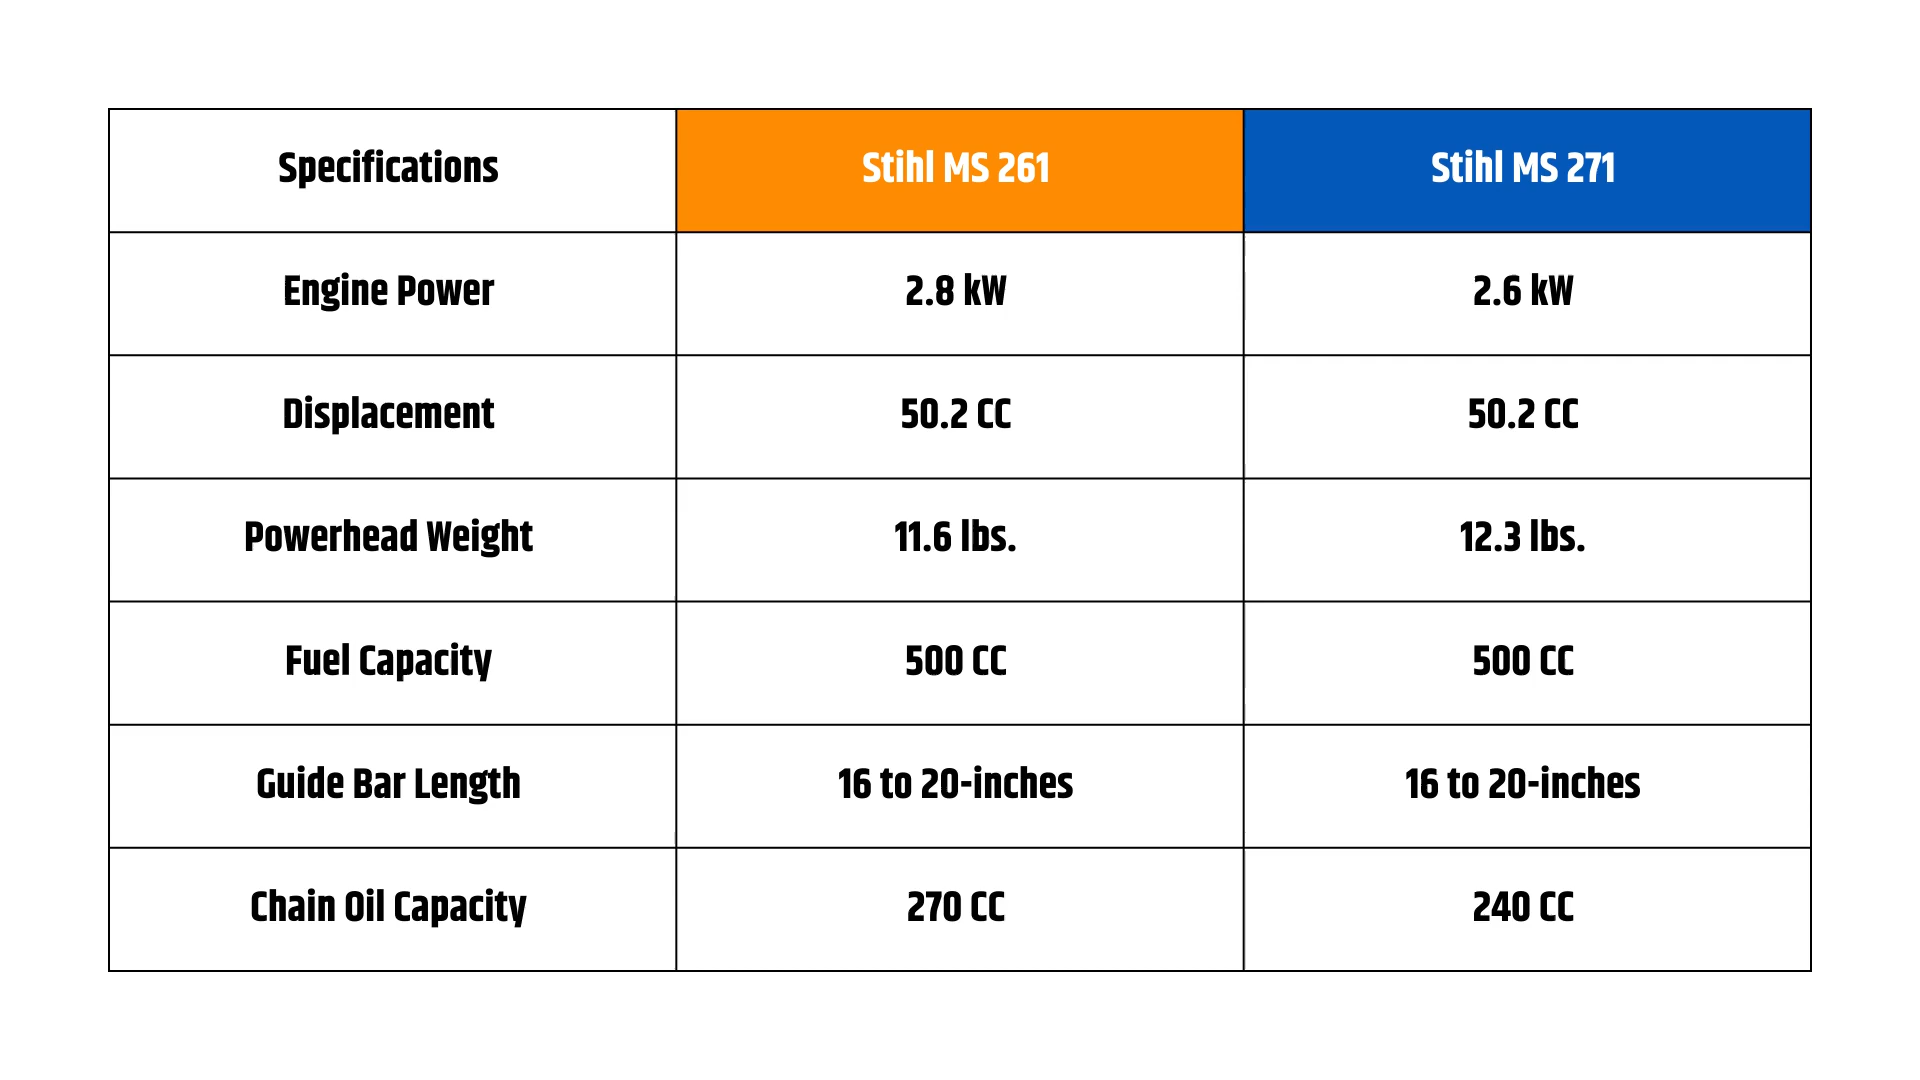 Specifications Stihl MS 261 Stihl MS 271
Engine Power 2.8 kW 2.6 kW
Displacement 50.2 CC 50.2 CC
Powerhead Weight 11.6 lbs. 12.3 lbs.
Fuel Capacity 500 CC 500 CC
Guide Bar Length 16 to 20-inches 16 to 20-inches
Chain Oil Capacity 270 CC 240 CC